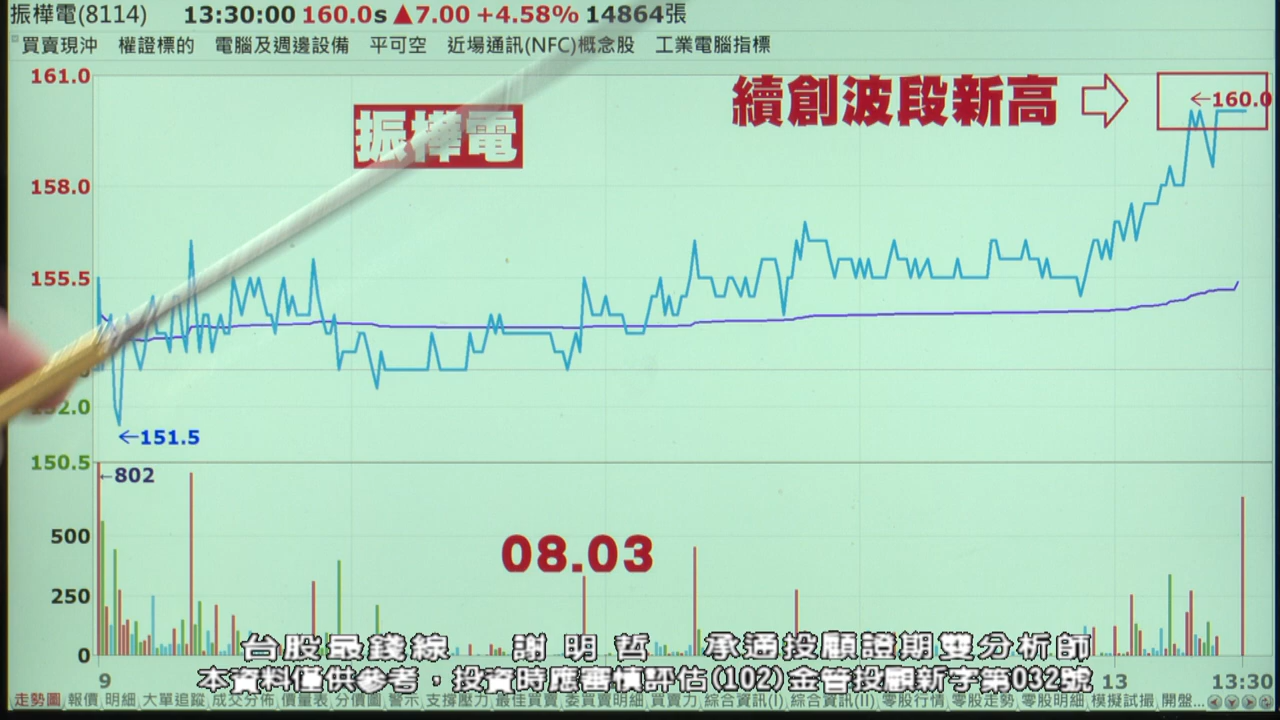 振樺電(8114) 13:30:00 160.0s ▲7.00 +4.58% 14864張
買賣現沖 權證標的 電腦及週邊設備 平可空 近場通訊(NFC)概念股 工業電腦指標
161.0
續創波段新高
←160.0
振樺電
158.0
155.5
152.0
←151.5
150.5
←802
500
08.03
250
0
台股最錢線 謝明哲 承通投顧證期雙分析師
本資料僅供參考，投資時應審慎評估(102)金管投顧新字第032號
9
13
13:30
走勢圖 報價 明細 大單追蹤 成交分佈 價量表 分價圖 警示 支撐壓力 最佳買賣 委買賣明細 買賣力 綜合資訊(I) 綜合資訊(II) 零股行情 零股走勢 零股明細 模擬試撮 開盤...